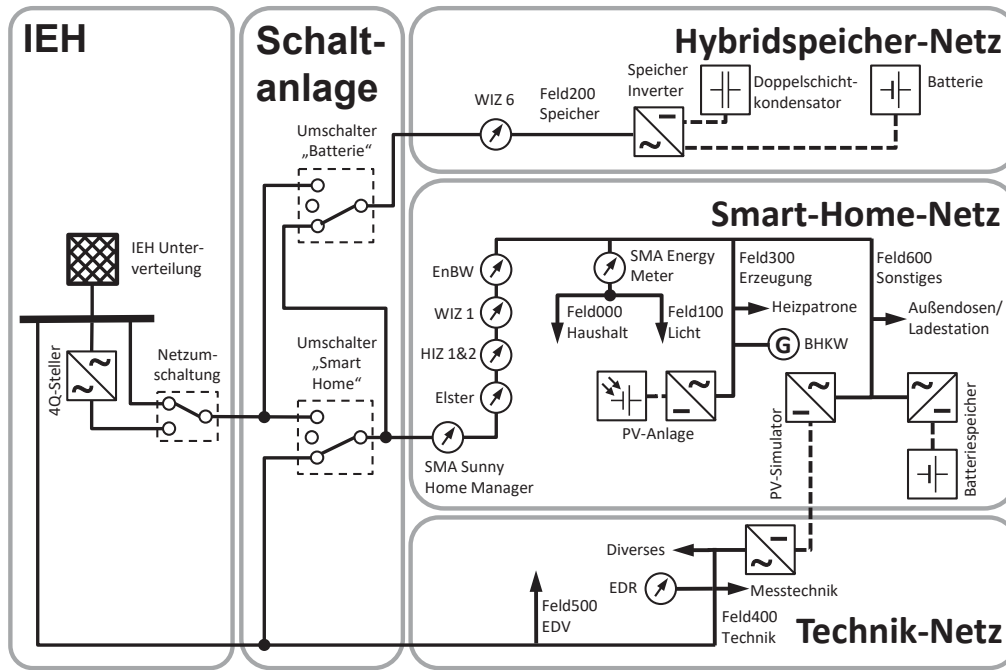 IEH
Schalt-
anlage
Hybridspeicher-Netz
WIZ 6
Feld200
Speicher
Speicher
Inverter
Doppelschicht-
kondensator
Batterie
Umschalter
„Batterie“
Smart-Home-Netz
IEH Unter-
verteilung
4Q-Steller
Netzum-
schaltung
Umschalter
„Smart
Home“
EnBW
WIZ 1
HIZ 1&2
Elster
SMA Sunny
Home Manager
SMA Energy
Meter
Feld000
Haushalt
Feld100
Licht
Feld300
Erzeugung
Heizpatrone
G
BHKW
PV-Anlage
Feld600
Sonstiges
Außendosen/
Ladestation
PV-Simulator
Batteriespeicher
Diverses
EDR
Messtechnik
Feld500
EDV
Feld400
Technik
Technik-Netz